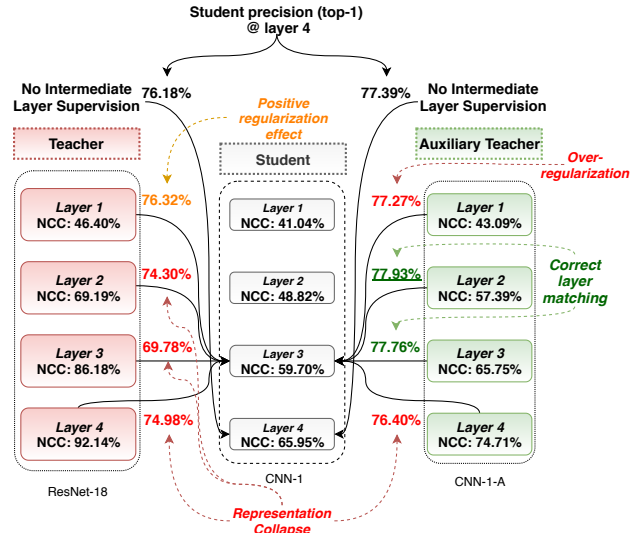 Student precision (top-1)
@ layer 4
No Intermediate
Layer Supervision
76.18%
77.39%
No Intermediate
Layer Supervision
Positive
regularization
effect
Teacher
Student
Auxiliary Teacher
Over-
regularization
Layer 1
NCC: 46.40%
76.32%
Layer 1
NCC: 41.04%
77.27%
Layer 1
NCC: 43.09%
Layer 2
NCC: 69.19%
74.30%
Layer 2
NCC: 48.82%
77.93%
Layer 2
NCC: 57.39%
Correct
layer
matching
Layer 3
NCC: 86.18%
69.78%
Layer 3
NCC: 59.70%
77.76%
Layer 3
NCC: 65.75%
Layer 4
NCC: 92.14%
74.98%
Layer 4
NCC: 65.95%
76.40%
Layer 4
NCC: 74.71%
ResNet-18
CNN-1
CNN-1-A
Representation
Collapse